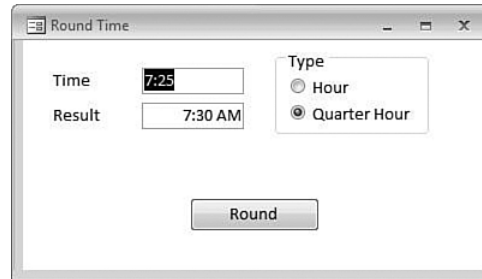 Round Time
Time 7:25
Result 7:30 AM
Type
Hour
Quarter Hour
Round